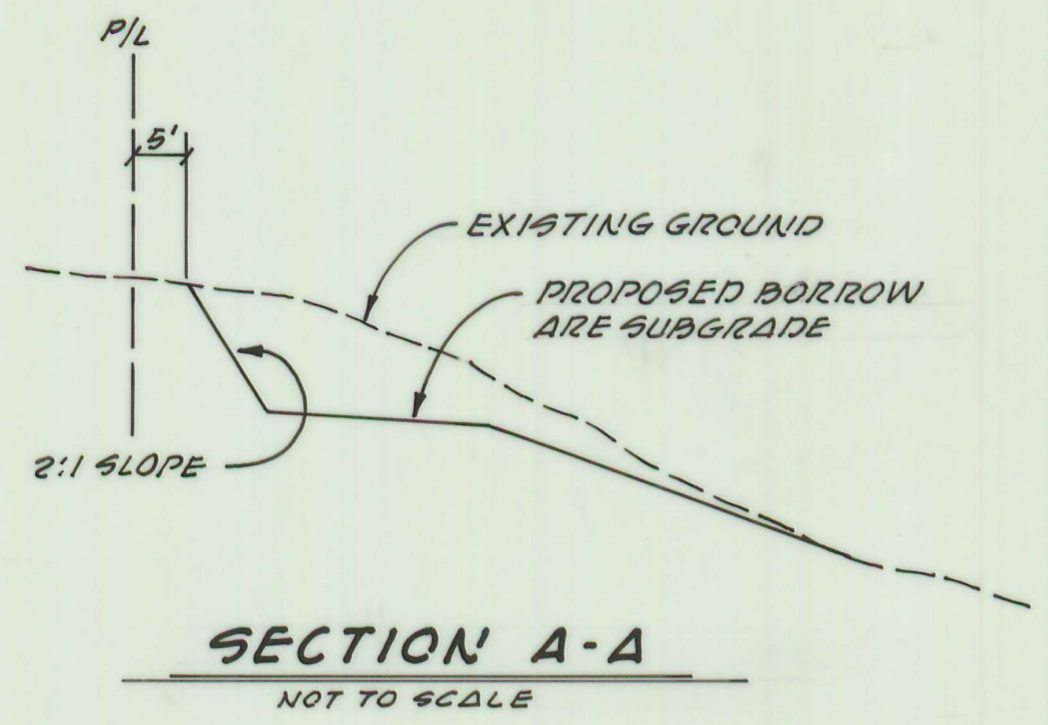 P/L
5'
EXISTING GROUND
PROPOSED BORROW
ARE SUBGRADE
2:1 SLOPE
SECTION A-A
NOT TO SCALE